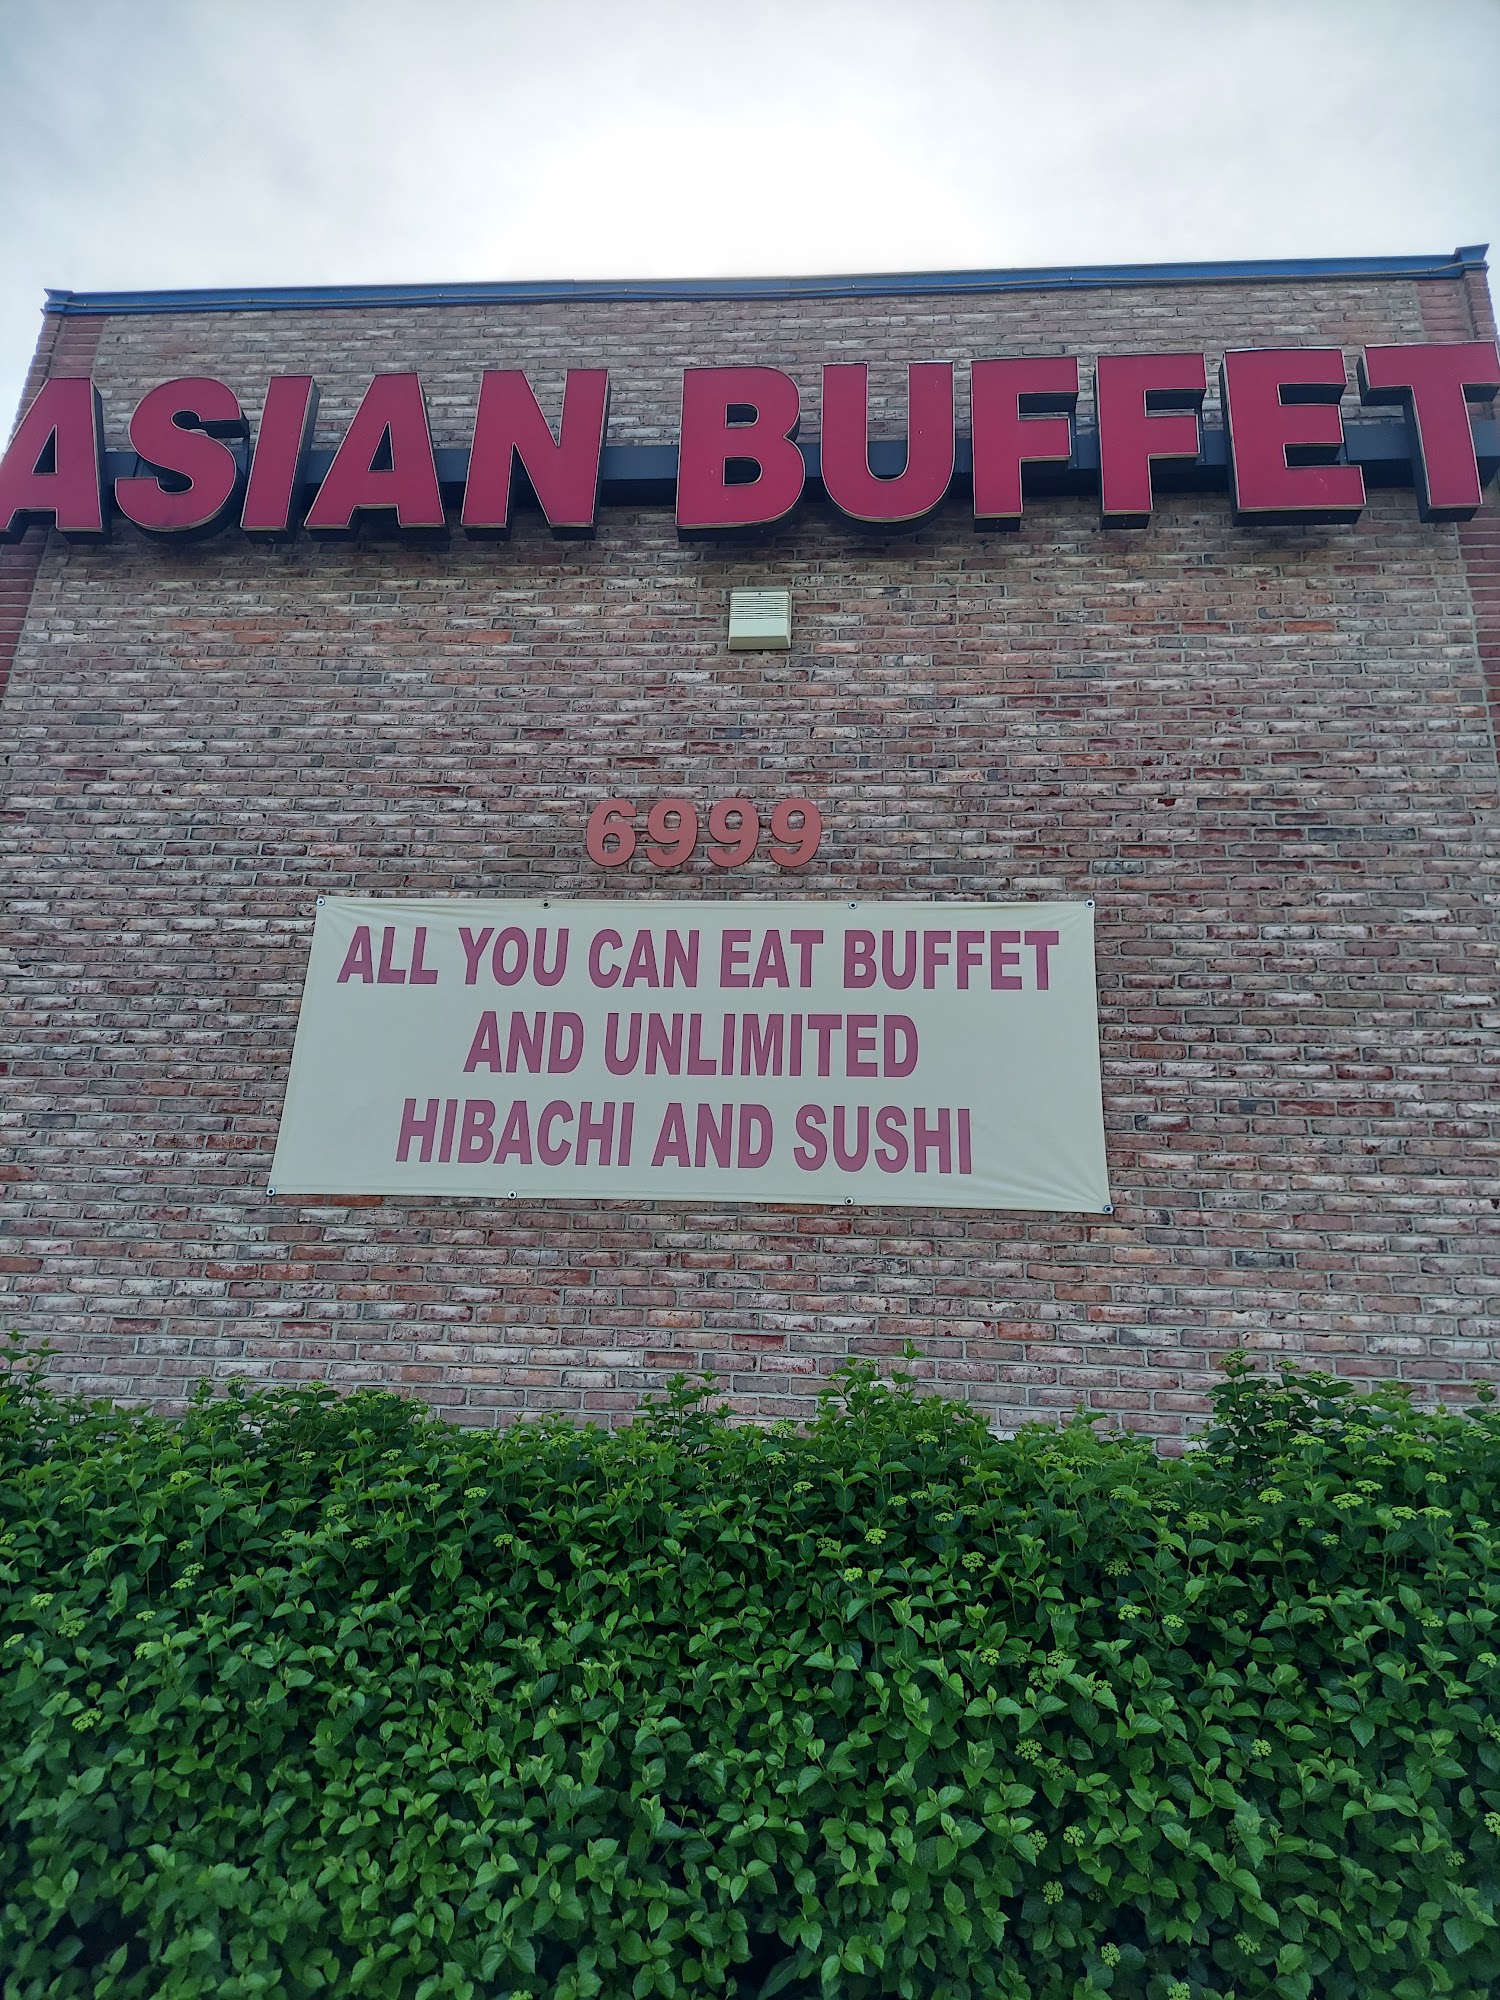 ASIAN BUFFET
6999
ALL YOU CAN EAT BUFFET
AND UNLIMITED
HIBACHI AND SUSHI